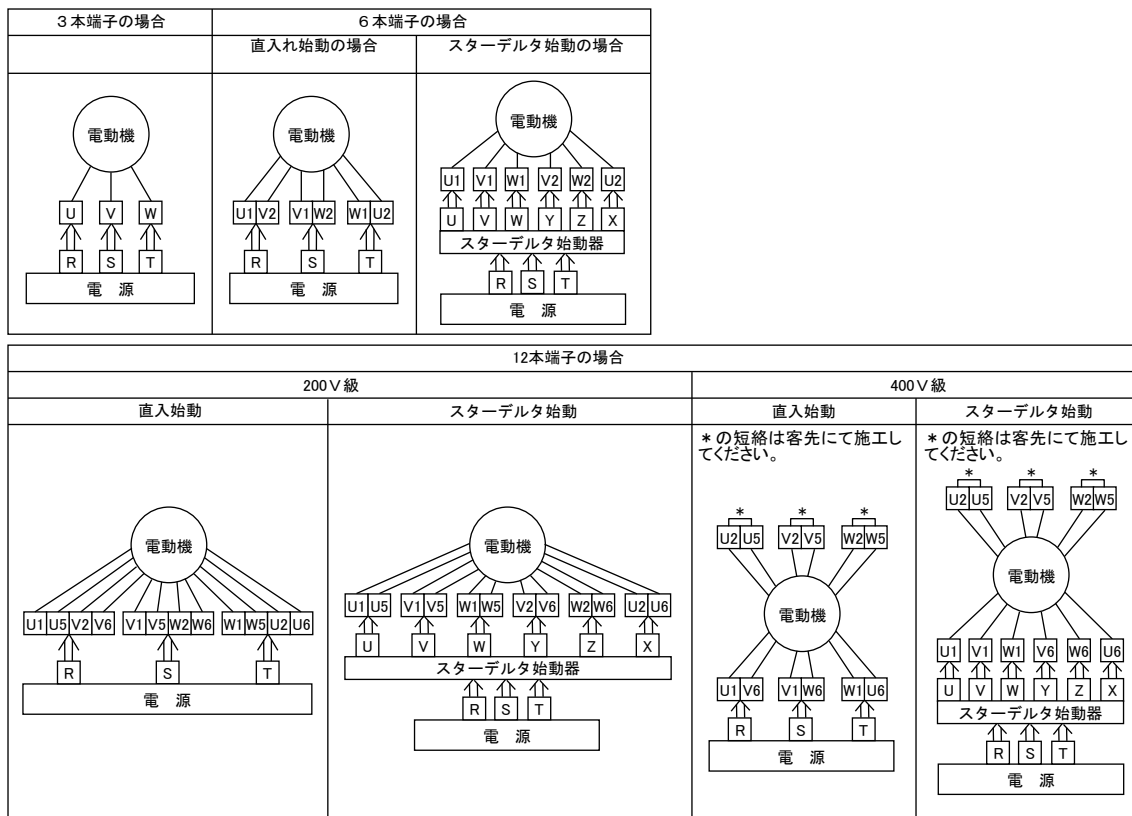 3本端子の場合
6本端子の場合
直入れ始動の場合
スターデルタ始動の場合
電動機
U V W
R S T
電 源
電動機
U1 V2 V1 W2 W1 U2
R S T
電 源
電動機
U1 V1 W1 V2 W2 U2
U V W Y Z X
スターデルタ始動器
R S T
電 源
12本端子の場合
200V級
400V級
直入始動
スターデルタ始動
直入始動
スターデルタ始動
電動機
U1 U5 V2 V6 V1 V5 W2 W6 W1 W5 U2 U6
R S T
電 源
電動機
U1 U5 V1 V5 W1 W5 V2 V6 W2 W6 U2 U6
U V W Y Z X
スターデルタ始動器
R S T
電 源
*の短絡は客先にて施工し
てください。
* * *
U2 U5 V2 V5 W2 W5
電動機
U1 V6 V1 W6 W1 U6
R S T
電 源
*の短絡は客先にて施工し
てください。
* * *
U2 U5 V2 V5 W2 W5
電動機
U1 V1 W1 V6 W6 U6
U V W Y Z X
スターデルタ始動器
R S T
電 源